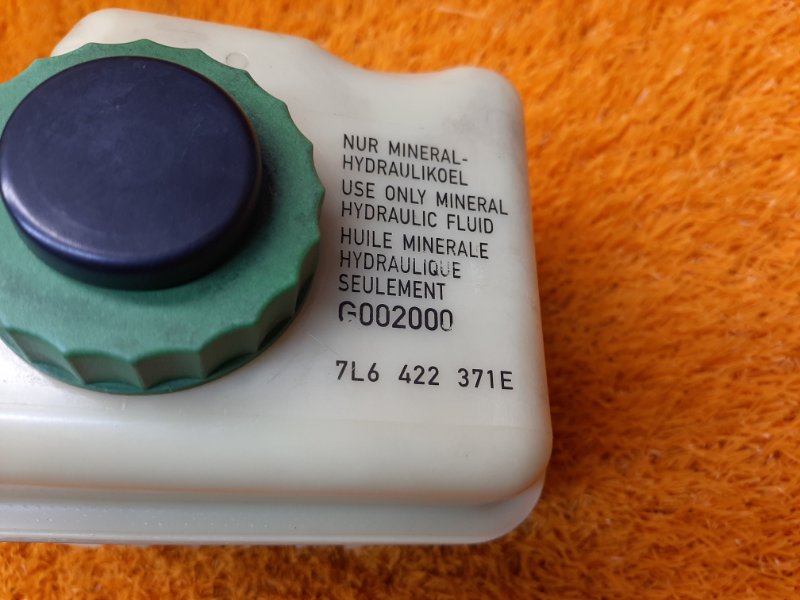 NUR MINERAL-
HYDRAULIKOEL
USE ONLY MINERAL
HYDRAULIC FLUID
HUILE MINERALE
HYDRAULIQUE
SEULEMENT
G002000
7L6 422 371E